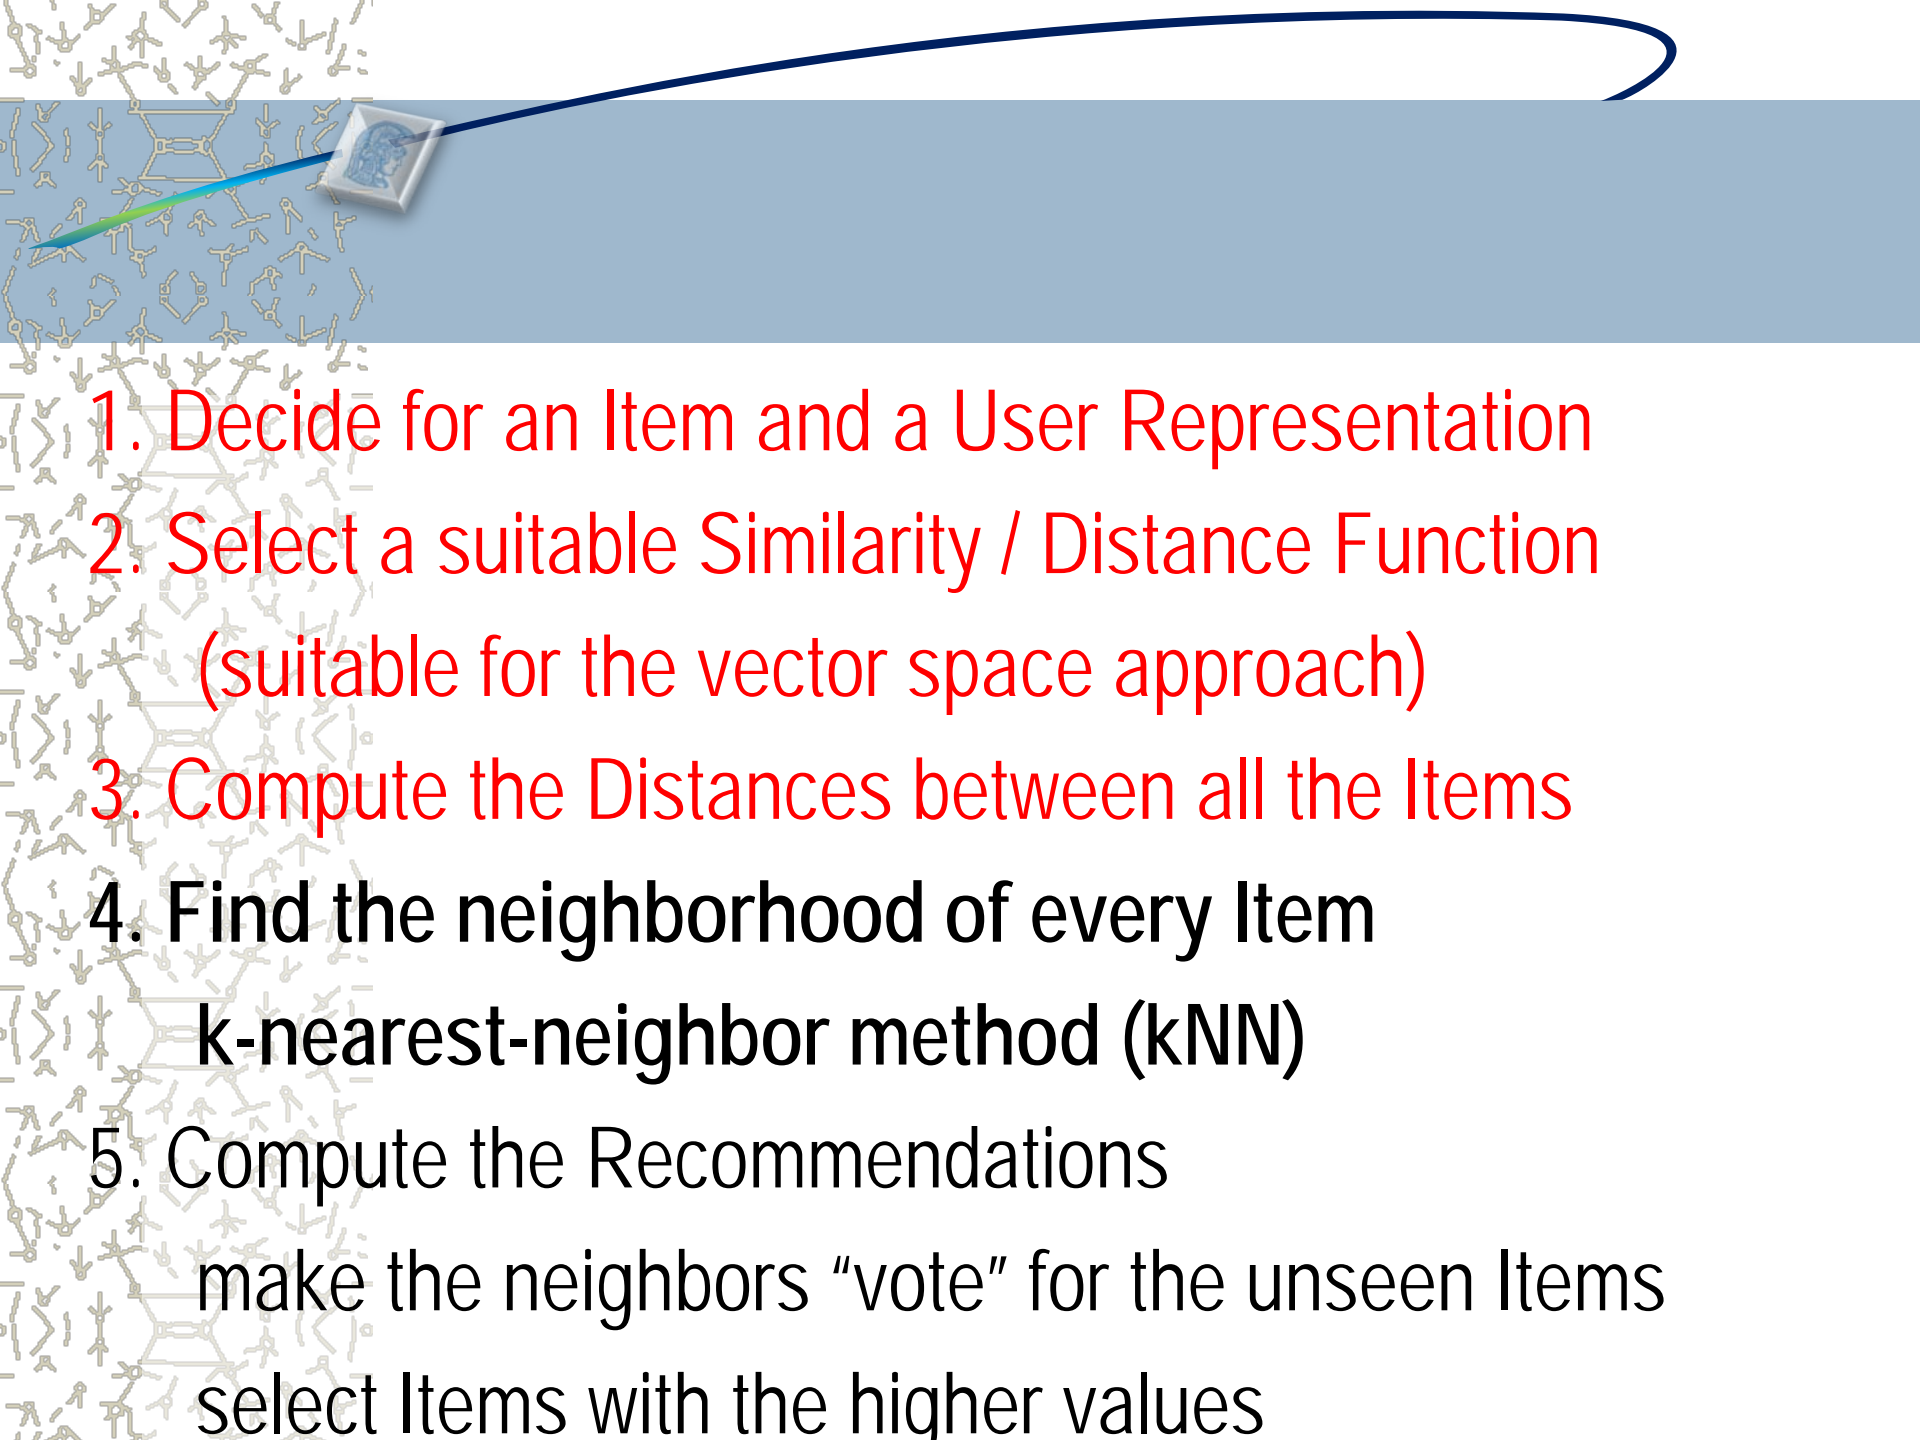 1. Decide for an Item and a User Representation
2. Select a suitable Similarity / Distance Function
(suitable for the vector space approach)
3. Compute the Distances between all the Items
4. Find the neighborhood of every Item
k-nearest-neighbor method (kNN)
5. Compute the Recommendations
make the neighbors “vote” for the unseen Items
select Items with the higher values